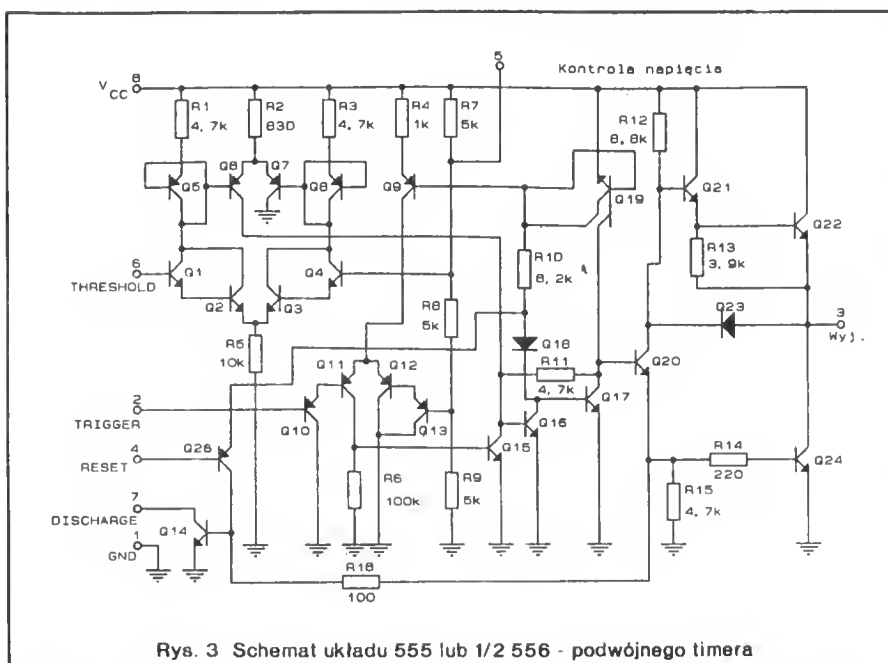 5
Kontrola napięcia
8
VCC
R1
4,7k
R2
830
R3
4,7k
R4
1k
R7
5k
R12
8,8k
Q5
Q6
Q7
Q8
Q9
Q19
Q21
Q22
R10
8,2k
R13
3,9k
6
THRESHOLD
Q1
Q2
Q3
Q4
R8
5k
Q23
3
Wyj.
R5
10k
Q18
R11
4,7k
Q20
2
TRIGGER
Q10
Q11
Q12
Q13
Q15
Q16
Q17
4
RESET
Q26
R6
100k
R9
5k
R14
220
Q24
R15
4,7k
7
DISCHARGE
Q14
1
GND
R18
100
Rys. 3 Schemat układu 555 lub 1/2 556 - podwójnego timera